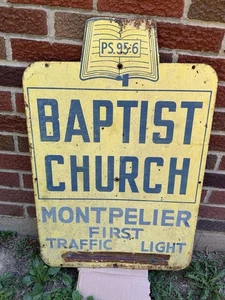 PS. 95:6
BAPTIST
CHURCH
MONTPELIER
FIRST
TRAFFIC LIGHT